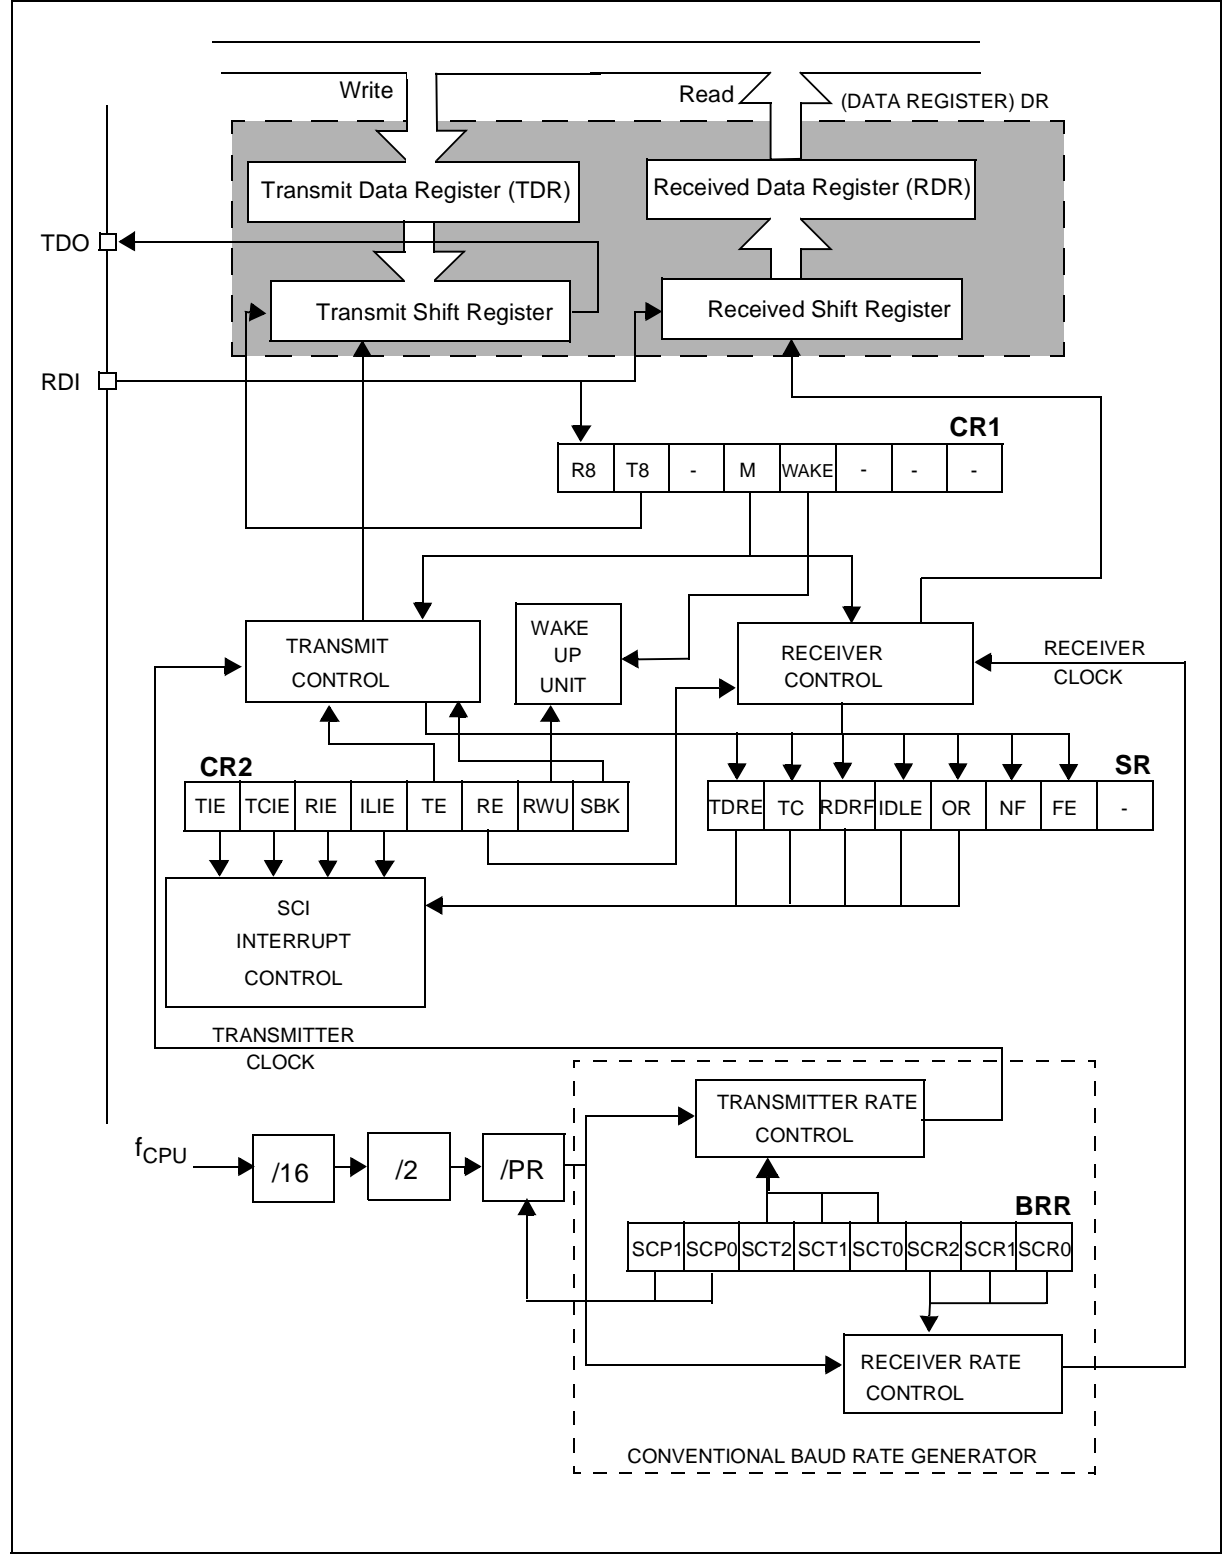 Write
Read
(DATA REGISTER) DR
Transmit Data Register (TDR)
Received Data Register (RDR)
TDO
Transmit Shift Register
Received Shift Register
RDI
CR1
R8 T8 - M WAKE - - -
TRANSMIT
CONTROL
WAKE
UP
UNIT
RECEIVER
CONTROL
RECEIVER
CLOCK
CR2
TIE TCIE RIE ILIE TE RE RWU SBK
SR
TDRE TC RDRF IDLE OR NF FE -
SCI
INTERRUPT
CONTROL
TRANSMITTER
CLOCK
TRANSMITTER RATE
CONTROL
fCPU
/16
/2
/PR
BRR
SCP1 SCP0 SCT2 SCT1 SCT0 SCR2 SCR1 SCR0
RECEIVER RATE
CONTROL
CONVENTIONAL BAUD RATE GENERATOR